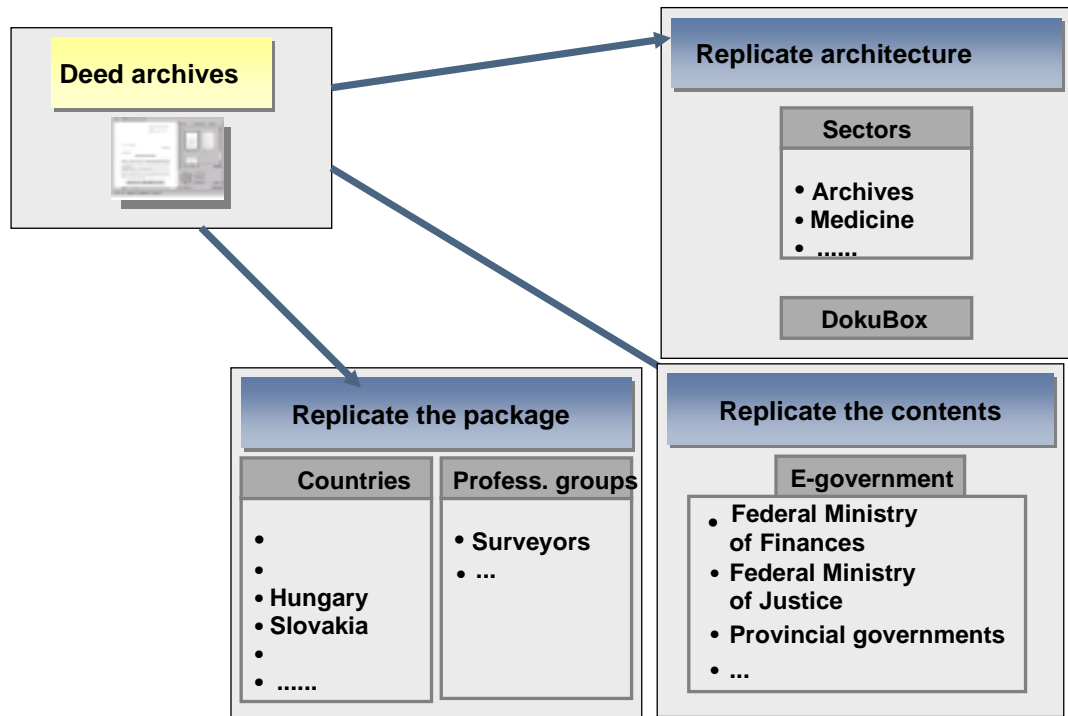 Deed archives
Replicate architecture
Sectors
• Archives
• Medicine
• ......
DokuBox
Replicate the package
Countries
•
•
• Hungary
• Slovakia
•
• ......
Profess. groups
• Surveyors
• ...
Replicate the contents
E-government
• Federal Ministry
of Finances
• Federal Ministry
of Justice
• Provincial governments
• ...